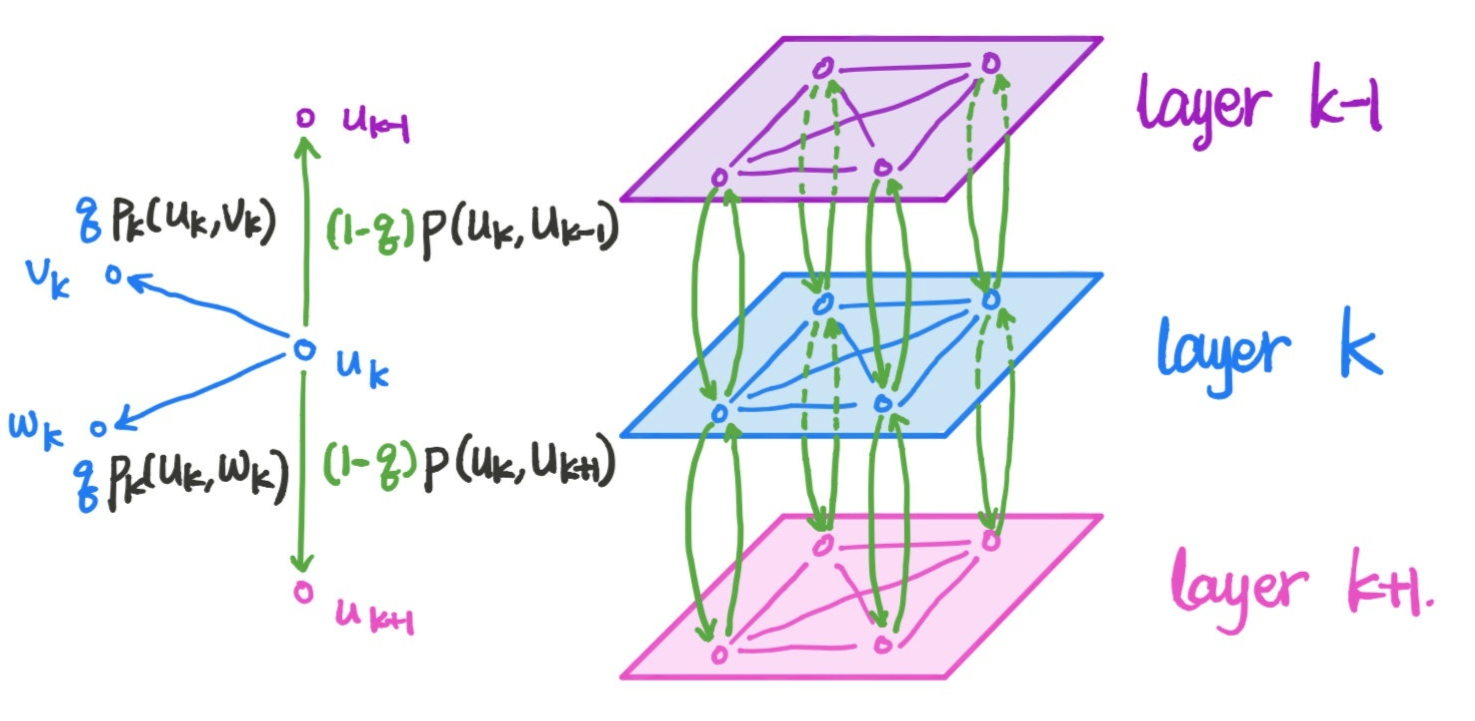 u_{k-1}
layer k-1
q p_k(u_k, v_k)
(1-q) p(u_k, u_{k-1})
v_k
u_k
layer k
w_k
q p_k(u_k, w_k)
(1-q) p(u_k, u_{k+1})
u_{k+1}
layer k+1.